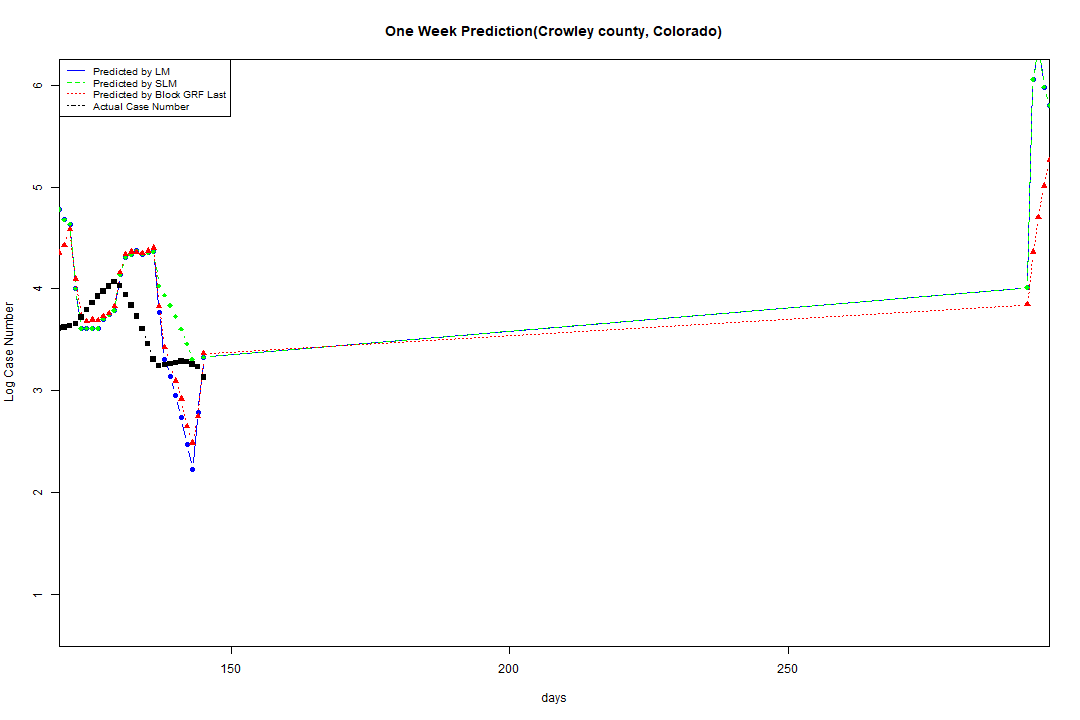 One Week Prediction(Crowley county, Colorado)
Predicted by LM
Predicted by SLM
Predicted by Block GRF Last
Actual Case Number
6
5
4
3
2
1
Log Case Number
150
200
250
days